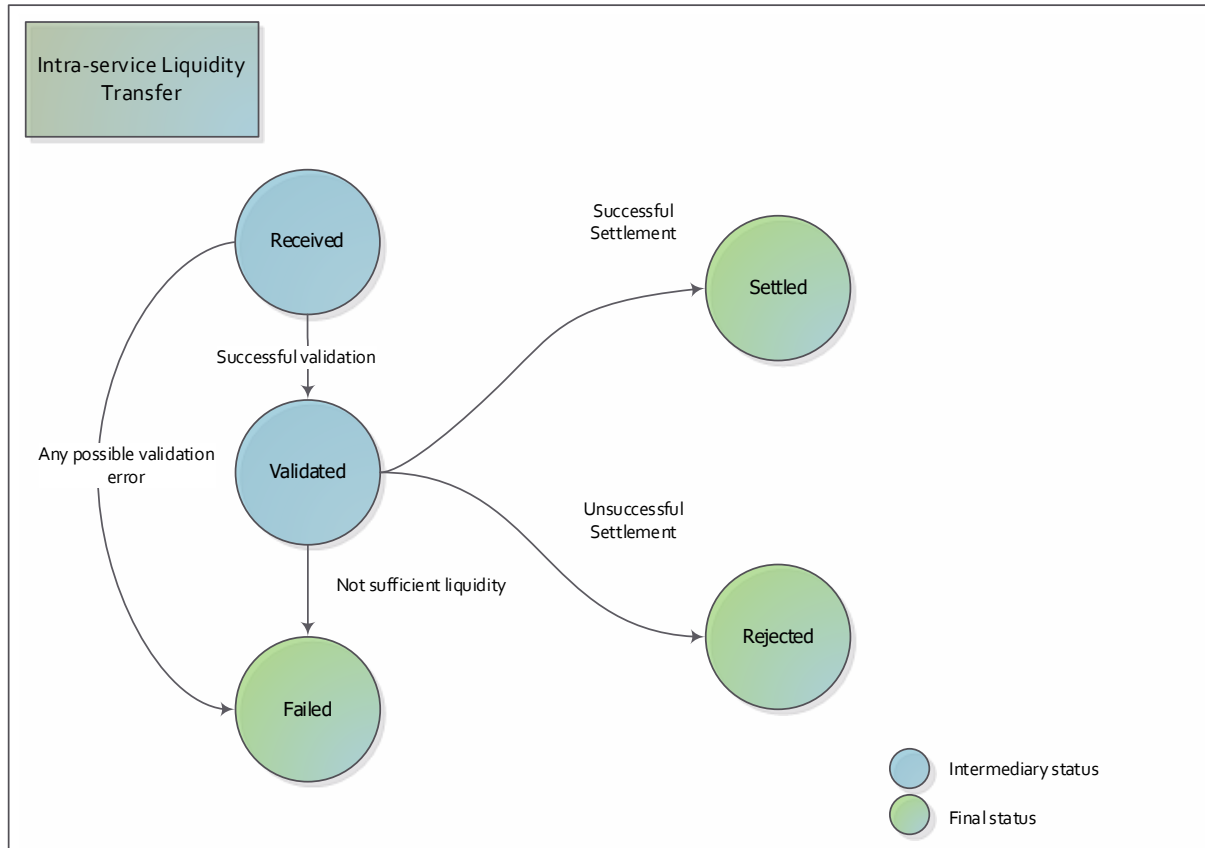 Intra-service Liquidity
Transfer
Received
Successful
Settlement
Settled
Successful validation
Any possible validation
error
Validated
Unsuccessful
Settlement
Not sufficient liquidity
Rejected
Failed
Intermediary status
Final status